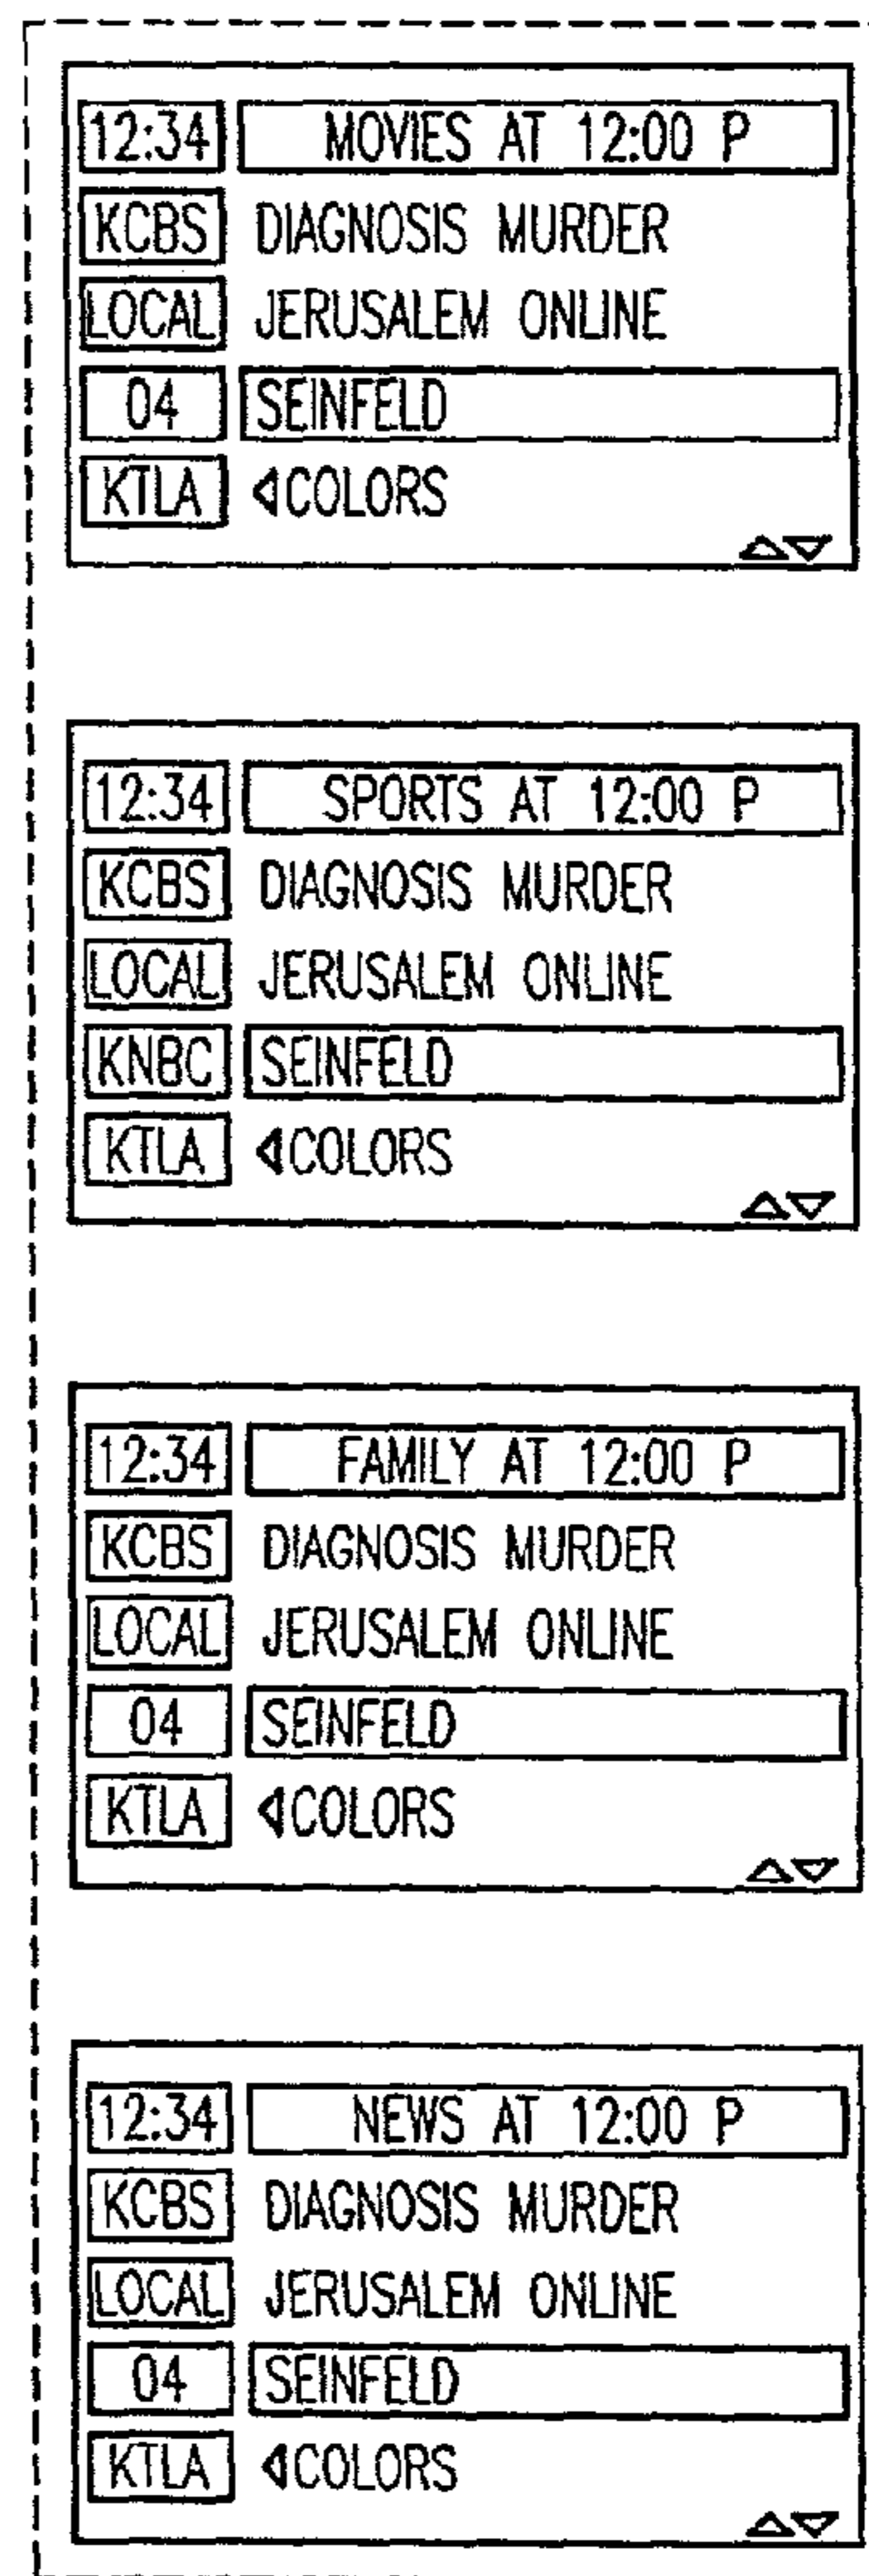 12:34 MOVIES AT 12:00 P
KCBS DIAGNOSIS MURDER
LOCAL JERUSALEM ONLINE
04 SEINFELD
KTLA ◁COLORS
12:34 SPORTS AT 12:00 P
KCBS DIAGNOSIS MURDER
LOCAL JERUSALEM ONLINE
KNBC SEINFELD
KTLA ◁COLORS
12:34 FAMILY AT 12:00 P
KCBS DIAGNOSIS MURDER
LOCAL JERUSALEM ONLINE
04 SEINFELD
KTLA ◁COLORS
12:34 NEWS AT 12:00 P
KCBS DIAGNOSIS MURDER
LOCAL JERUSALEM ONLINE
04 SEINFELD
KTLA ◁COLORS